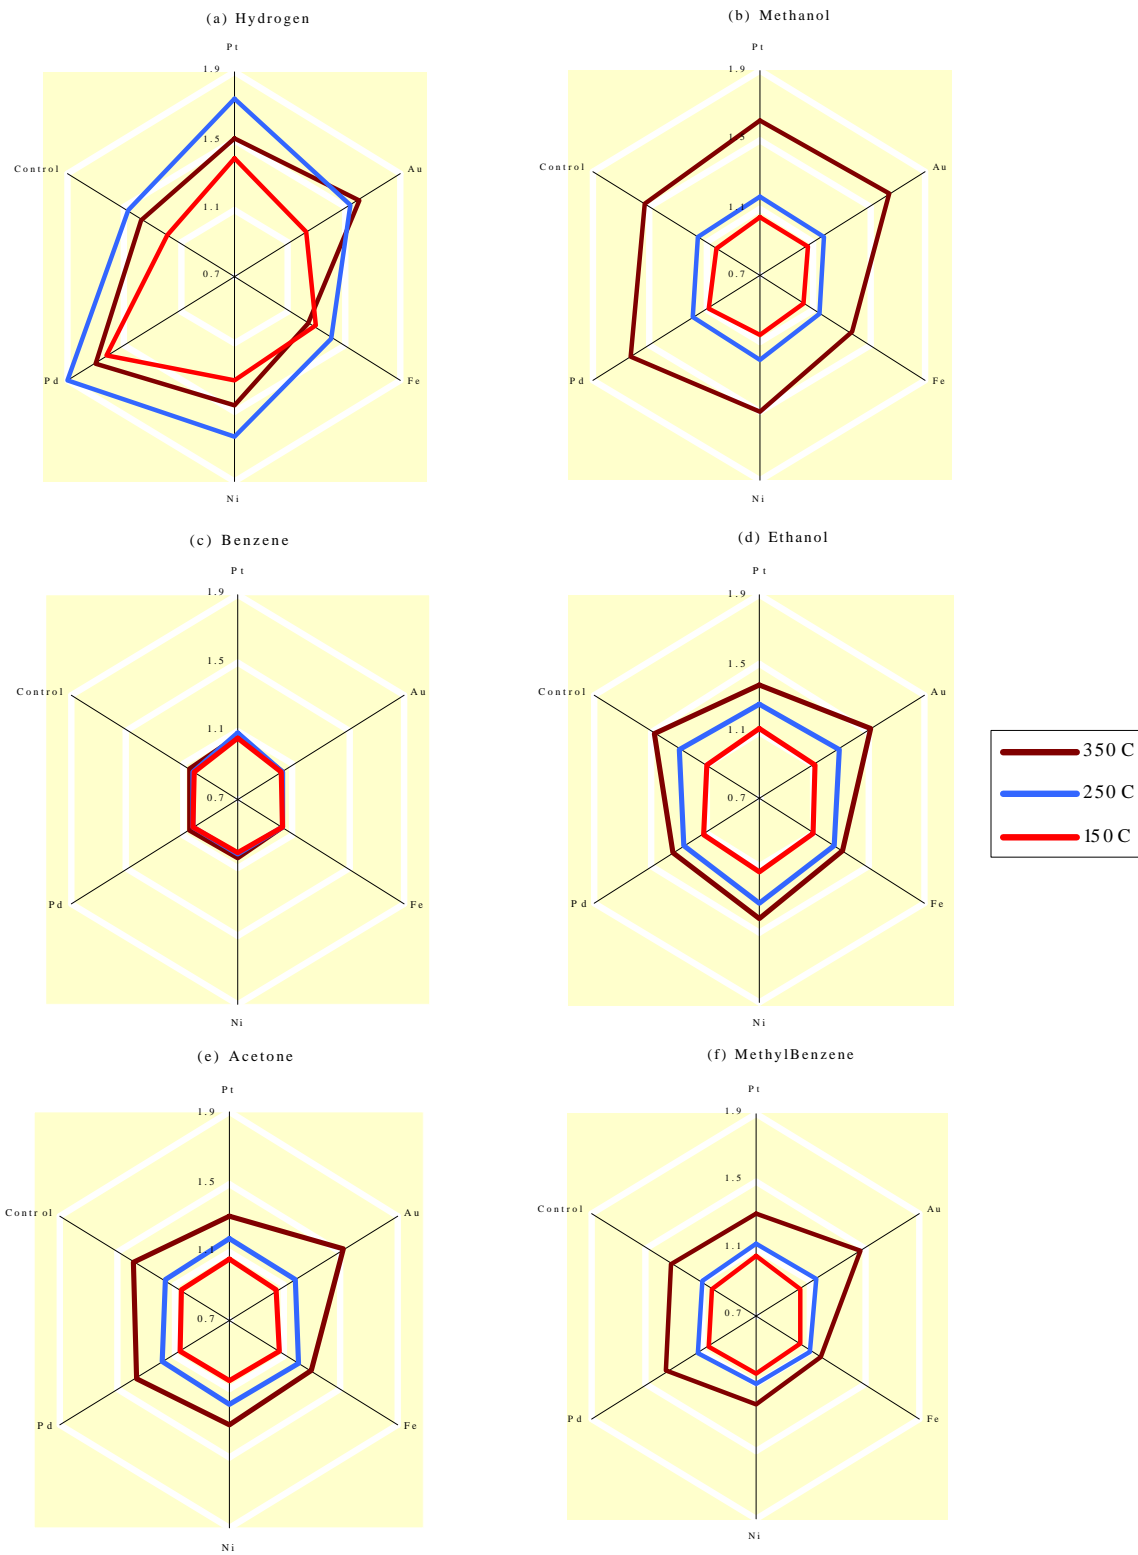 (a) Hydrogen
Pt
1.9
1.5
1.1
0.7
Control
Au
Pd
Fe
Ni
(b) Methanol
Pt
1.9
1.5
1.1
0.7
Control
Au
Pd
Fe
Ni
(c) Benzene
Pt
1.9
1.5
1.1
0.7
Control
Au
Pd
Fe
Ni
(d) Ethanol
Pt
1.9
1.5
1.1
0.7
Control
Au
Pd
Fe
Ni
350 C
250 C
150 C
(e) Acetone
Pt
1.9
1.5
1.1
0.7
Control
Au
Pd
Fe
Ni
(f) MethylBenzene
Pt
1.9
1.5
1.1
0.7
Control
Au
Pd
Fe
Ni